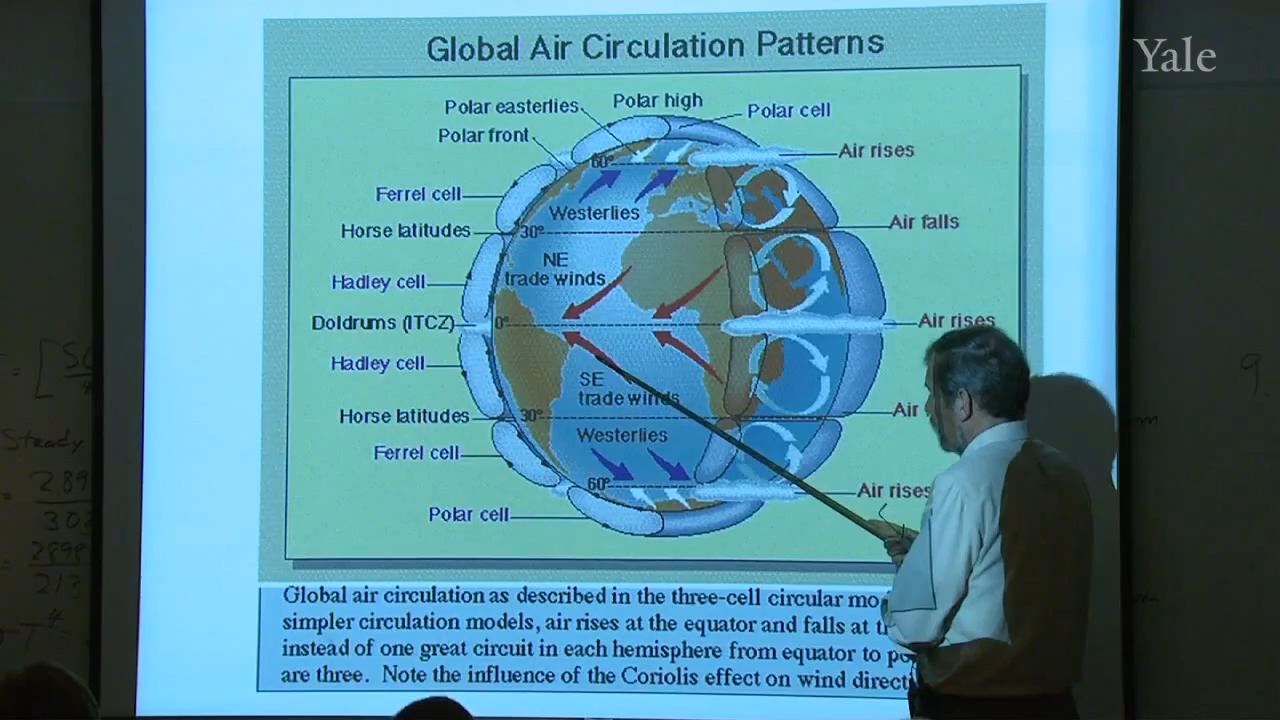 Global Air Circulation Patterns
Yale
Polar easterlies
Polar high
Polar cell
Polar front
60°
Air rises
Ferrel cell
Westerlies
Air falls
Horse latitudes
30°
NE
trade winds
Hadley cell
Doldrums (ITCZ)
0°
Air rises
Hadley cell
SE
trade winds
Horse latitudes
30°
Air
Westerlies
Ferrel cell
60°
Air rises
Polar cell
Global air circulation as described in the three-cell circular
simpler circulation models, air rises at the equator and falls at
instead of one great circuit in each hemisphere from equator to
are three. Note the influence of the Coriolis effect on wind
Steady